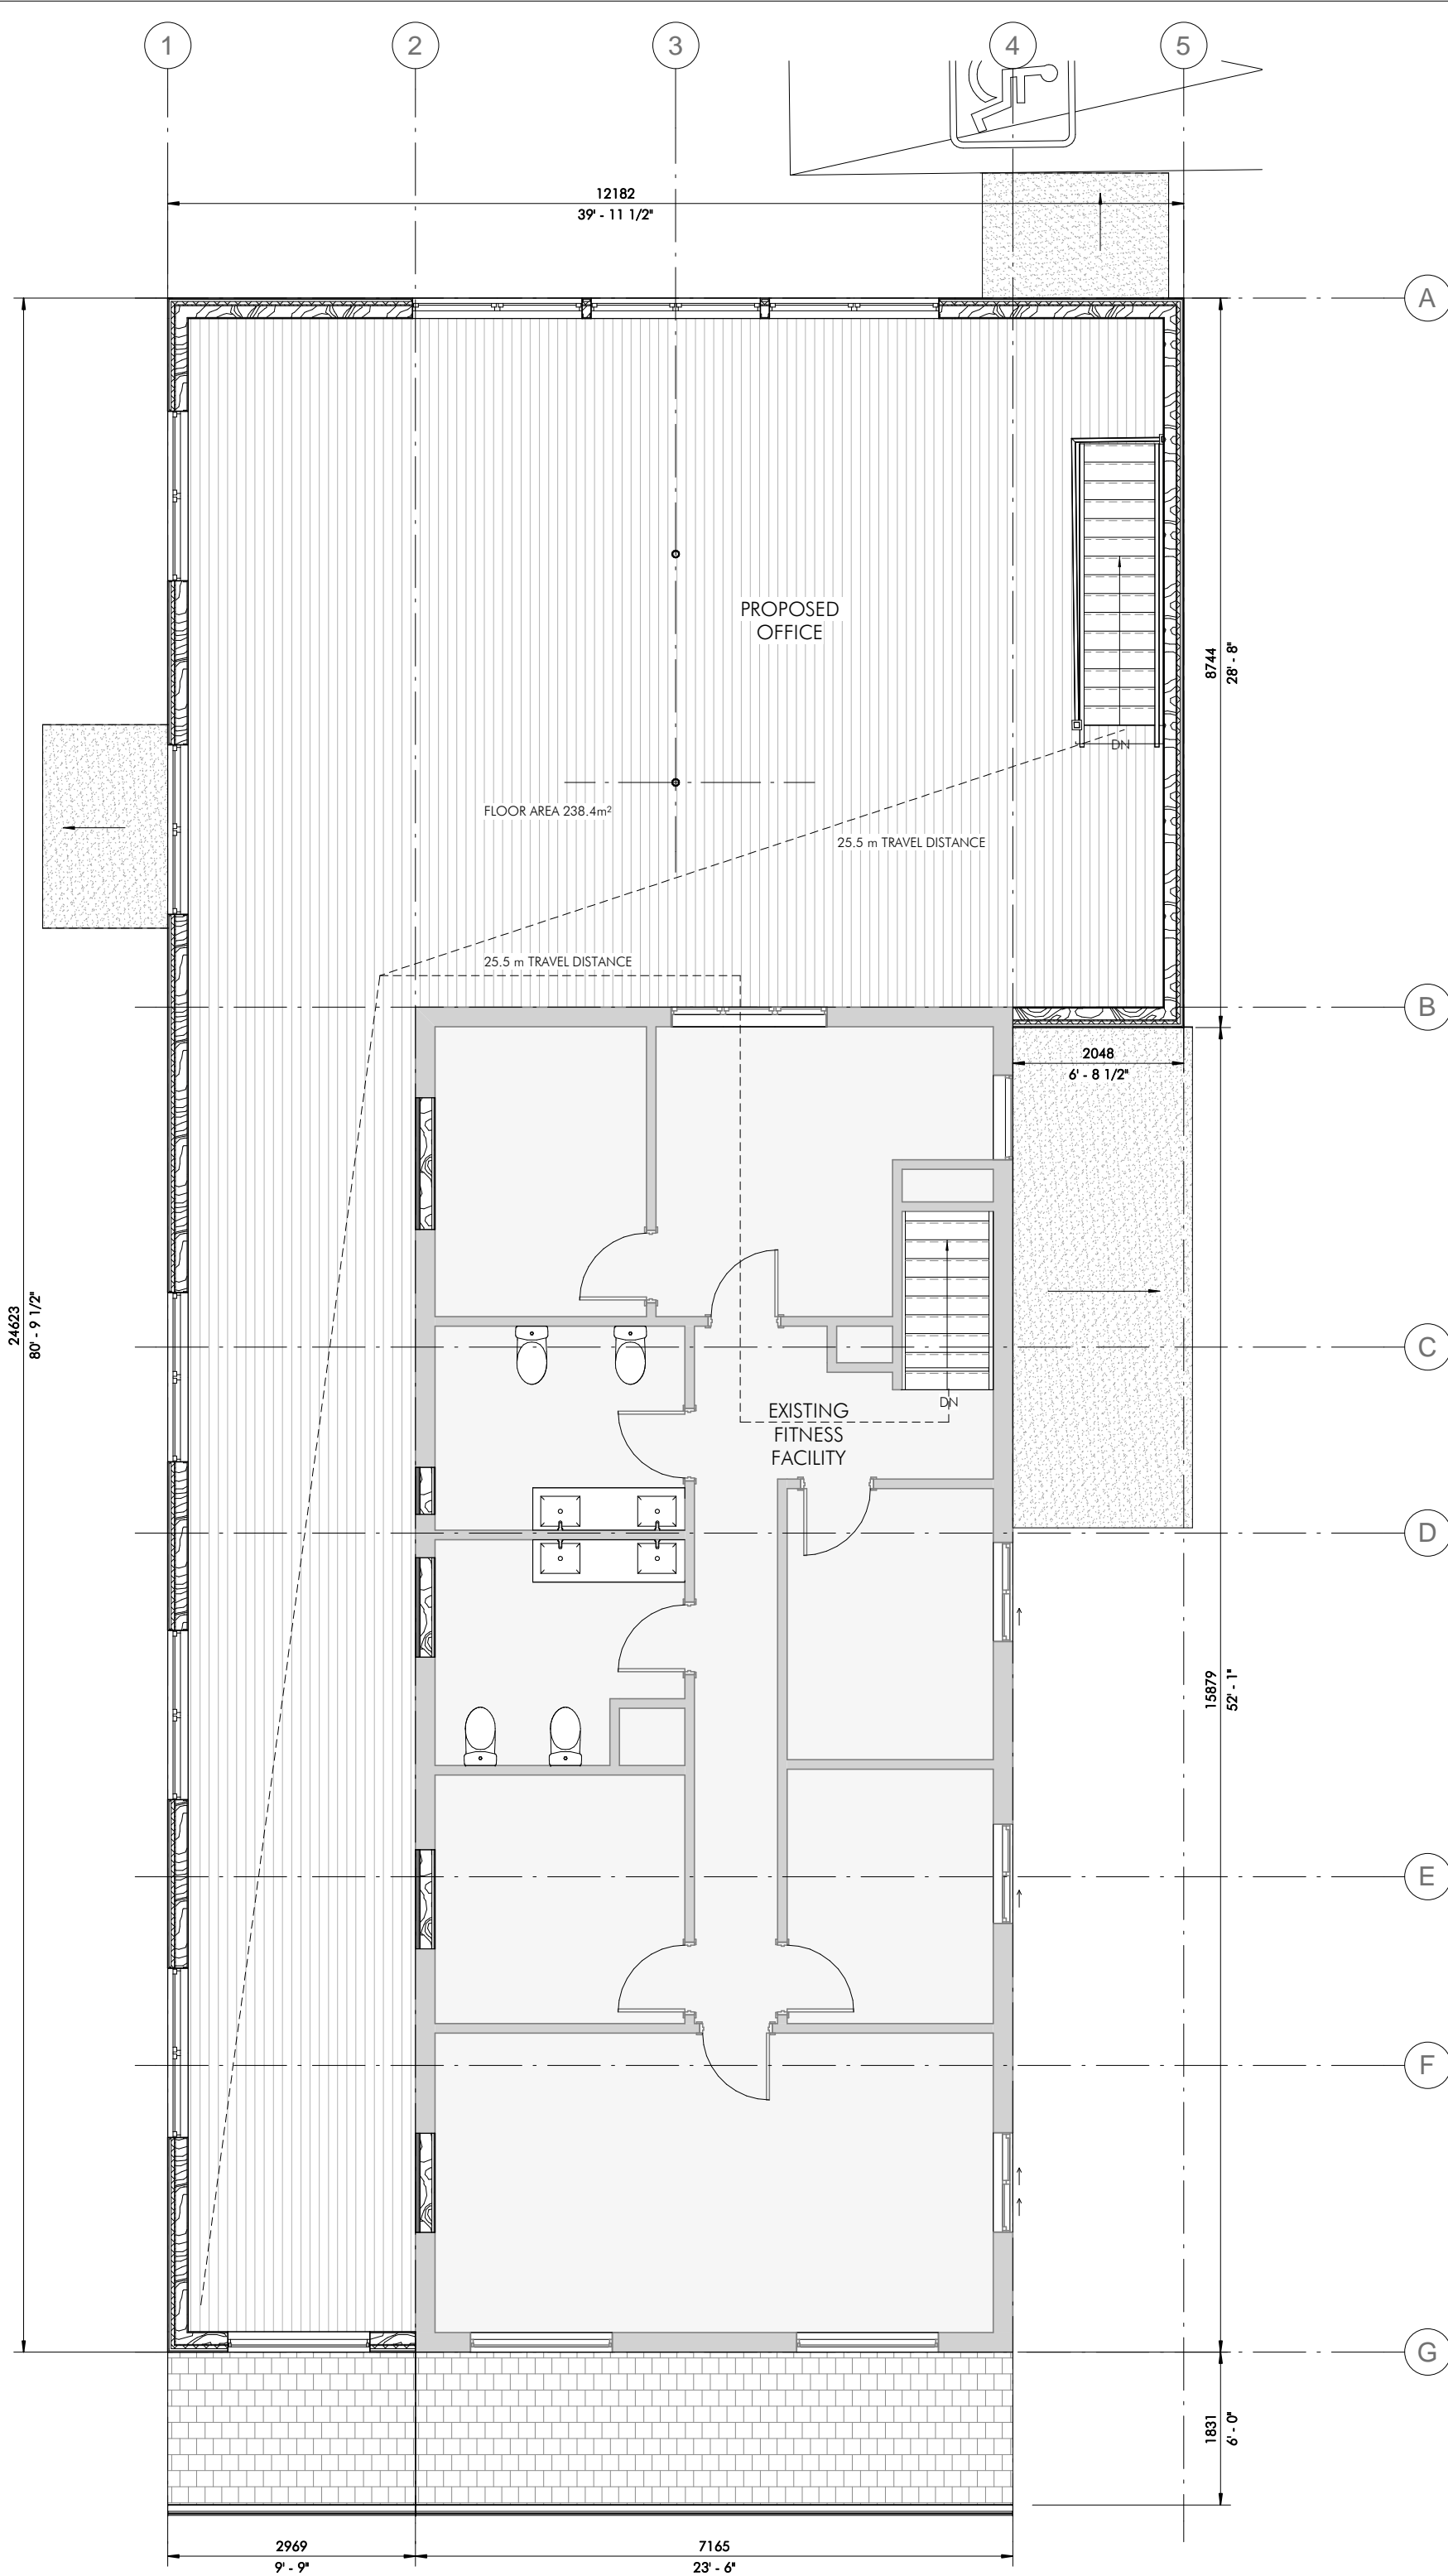 1
2
3
4
5
12182
39' - 11 1/2"
A
PROPOSED
OFFICE
8744
28' - 8"
DN
FLOOR AREA 238.4m²
25.5 m TRAVEL DISTANCE
25.5 m TRAVEL DISTANCE
B
2048
6' - 8 1/2"
24623
80' - 9 1/2"
C
DN
EXISTING
FITNESS
FACILITY
D
15879
52' - 1"
E
F
G
1831
6' - 0"
2969
9' - 9"
7165
23' - 6"